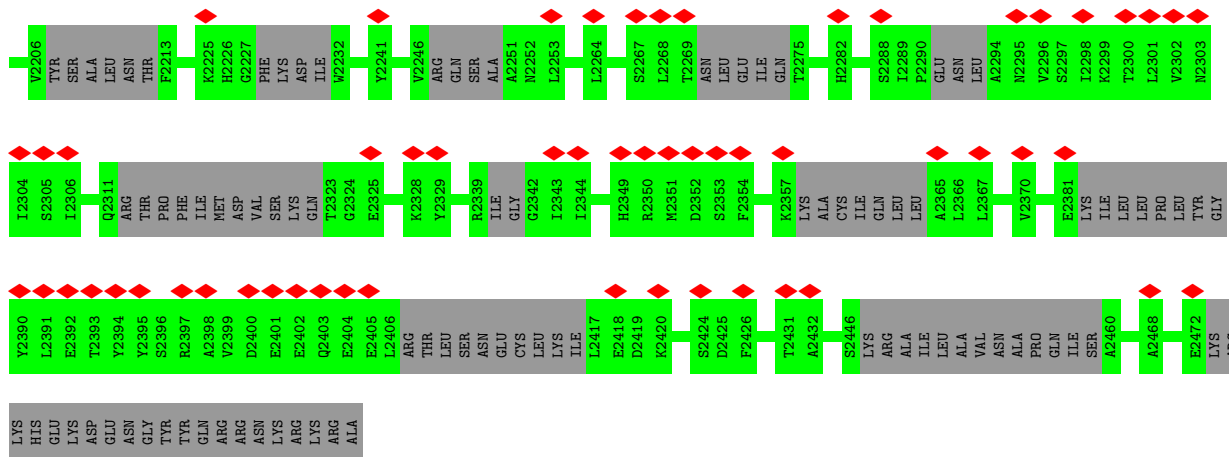 V2206 TYR SER ALA LEU ASN THR F2213 K2225 H2226 G2227 PHE LYS ASP ILE W2232 Y2241 V2246 ARG GLN SER ALA A2251 N2252 L2253 L2264 S2267 L2268 T2269 ASN LEU GLU ILE GLN T2275 H2282 S2288 I2289 P2290 GLU ASN LEU A2294 N2295 V2296 S2297 I2298 K2299 T2300 L2301 V2302 N2303
I2304 S2305 I2306 Q2311 ARG THR PRO PHE ILE MET ASP VAL SER LYS GLN T2323 G2324 E2325 K2328 Y2329 R2339 ILE GLY G2342 I2343 I2344 H2349 R2350 M2351 D2352 S2353 F2354 K2357 LYS ALA CYS ILE GLN LEU LEU A2365 L2366 L2367 V2370 E2381 LYS ILE LEU LEU PRO LEU TYR GLY
Y2390 L2391 E2392 T2393 Y2394 Y2395 S2396 R2397 A2398 V2399 D2400 E2401 E2402 Q2403 E2404 E2405 L2406 ARG THR LEU SER ASN GLU CYS LEU LYS ILE L2417 E2418 D2419 K2420 S2424 D2425 F2426 T2431 A2432 S2446 LYS ARG ALA ILE LEU ALA VAL ASN ALA PRO GLN ILE SER A2460 A2468 E2472 LYS
LYS HIS GLU LYS ASP GLU ASN GLY TYR TYR GLN ARG ARG ASN LYS ARG LYS ARG ALA